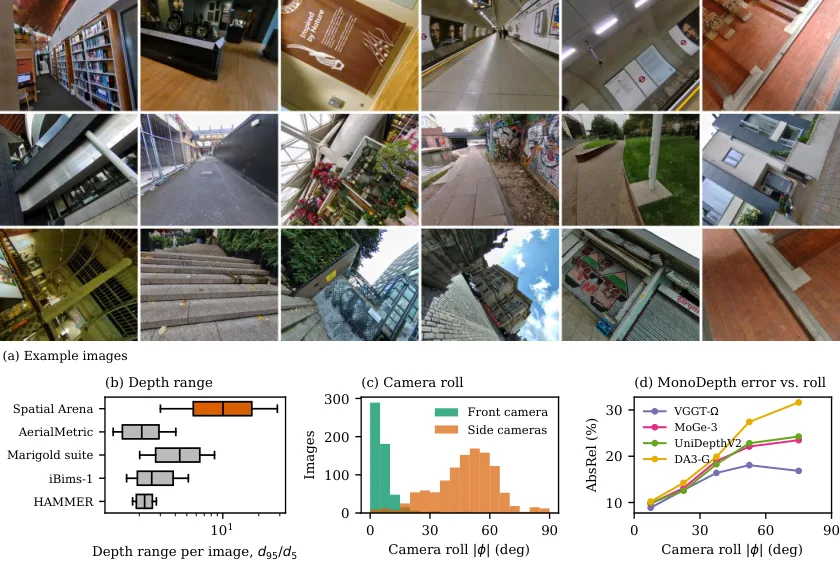 Inspired
by Nature
(a) Example images
(b) Depth range
Spatial Arena
AerialMetric
Marigold suite
iBims-1
HAMMER
10¹
Depth range per image, d₉₅/d₅
(c) Camera roll
Images
300
200
100
0
Front camera
Side cameras
0 30 60 90
Camera roll |ϕ| (deg)
(d) MonoDepth error vs. roll
AbsRel (%)
30
20
10
VGGT-Ω
MoGe-3
UniDepthV2
DA3-G
0 30 60 90
Camera roll |ϕ| (deg)